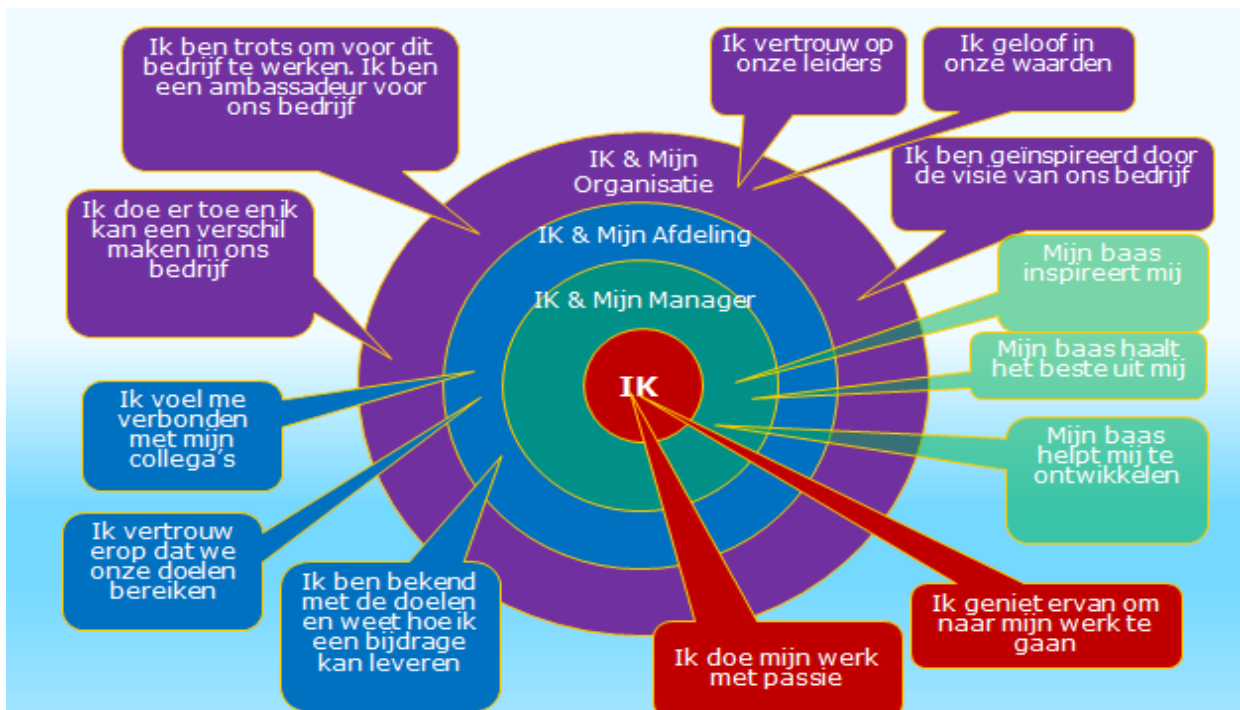 Ik ben trots om voor dit
bedrijf te werken. Ik ben
een ambassadeur voor
ons bedrijf
Ik vertrouw op
onze leiders
Ik geloof in
onze waarden
IK & Mijn
Organisatie
Ik ben geïnspireerd door
de visie van ons bedrijf
Ik doe er toe en ik
kan een verschil
maken in ons
bedrijf
IK & Mijn Afdeling
Mijn baas
inspireert mij
IK & Mijn Manager
Mijn baas haalt
het beste uit mij
IK
Ik voel me
verbonden
met mijn
collega's
Mijn baas
helpt mij te
ontwikkelen
Ik vertrouw
erop dat we
onze doelen
bereiken
Ik ben bekend
met de doelen
en weet hoe ik
een bijdrage
kan leveren
Ik doe mijn werk
met passie
Ik geniet ervan om
naar mijn werk te
gaan